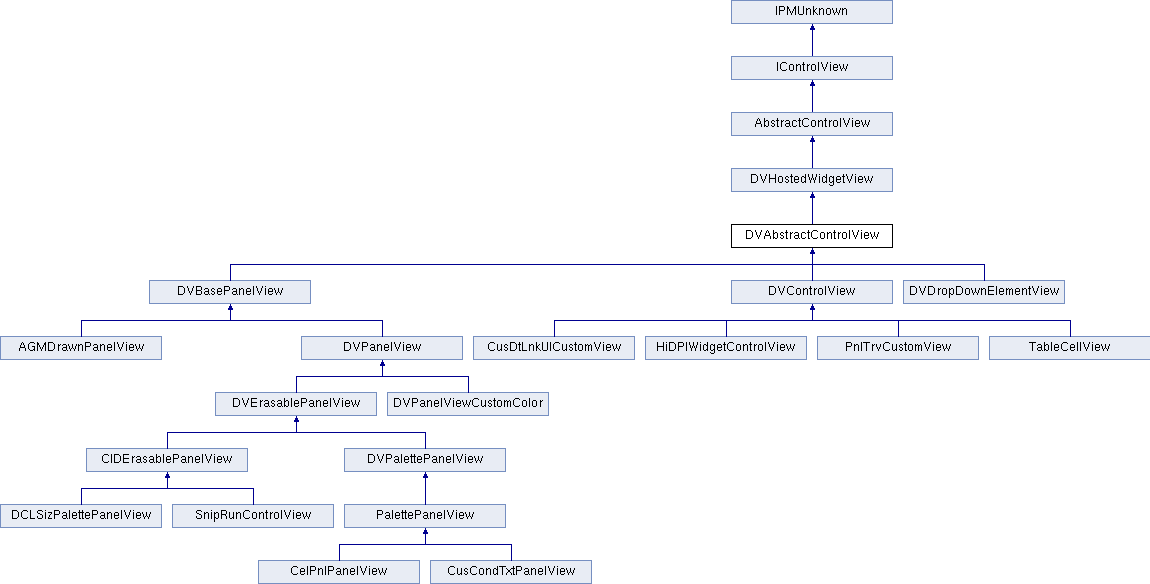 IPMUnknown
IControlView
AbstractControlView
DVHostedWidgetView
DVAbstractControlView
DVBasePanelView
DVControlView
DVDropDownElementView
AGMDrawnPanelView
DVPanelView
CusDtLnkUICustomView
HiDPIWidgetControlView
PnlTrvCustomView
TableCellView
DVErasablePanelView
DVPanelViewCustomColor
CIDErasablePanelView
DVPalettePanelView
DCLSizPalettePanelView
SnipRunControlView
PalettePanelView
CelPnlPanelView
CusCondTxtPanelView